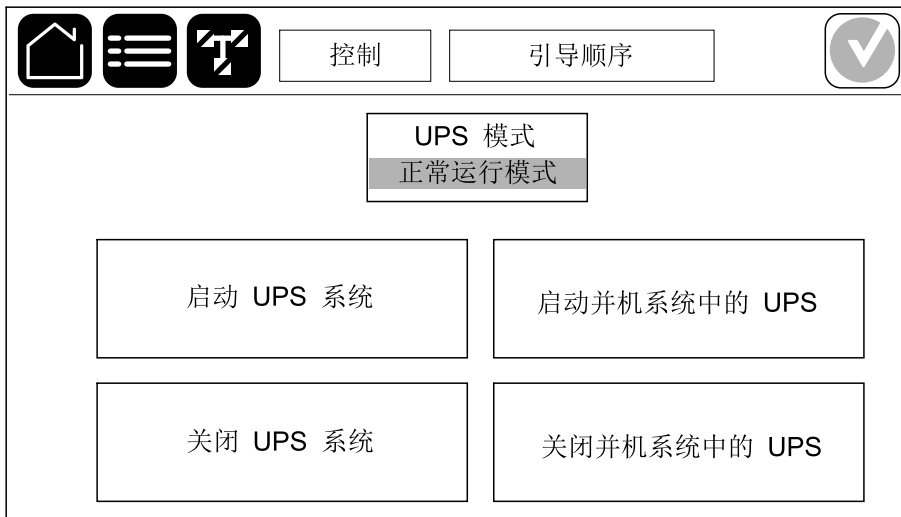 控制
引导顺序
UPS 模式
正常运行模式
启动 UPS 系统
启动并机系统中的 UPS
关闭 UPS 系统
关闭并机系统中的 UPS